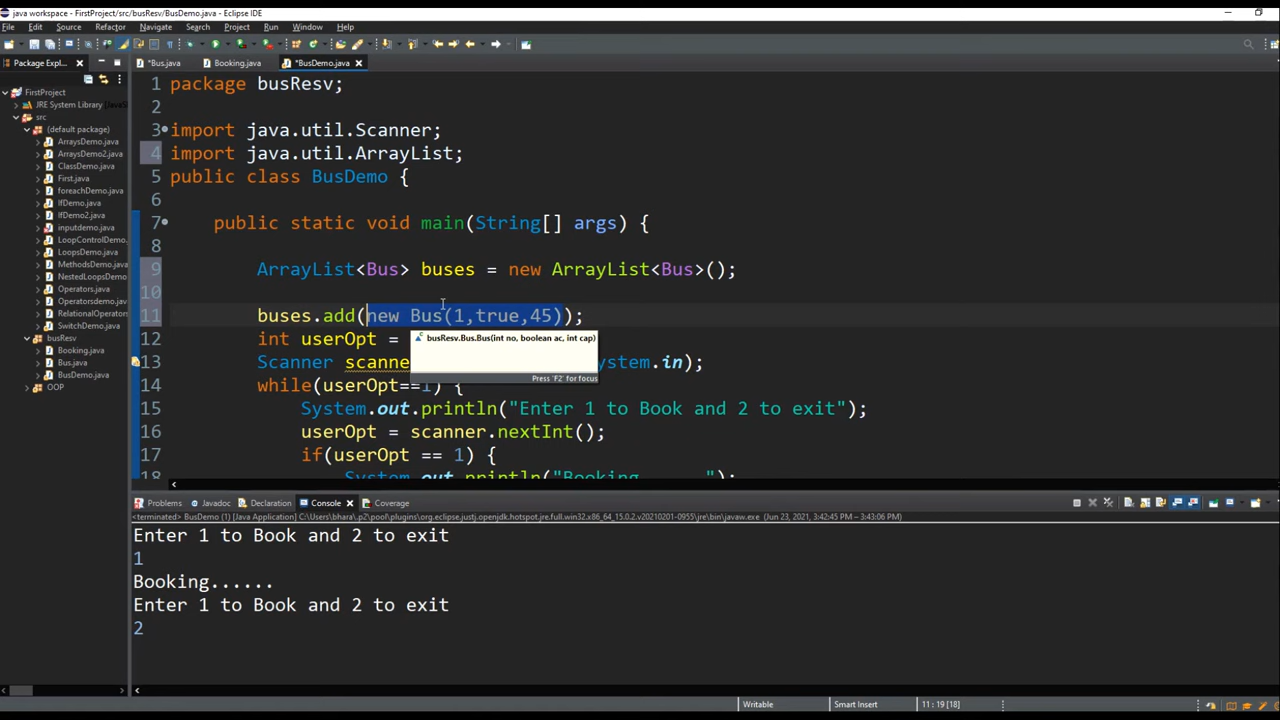 java workspace - FirstProject/src/busResv/BusDemo.java - Eclipse IDE
File Edit Source Refactor Navigate Search Project Run Window Help
Package Expl...
*Bus.java Booking.java *BusDemo.java
FirstProject
JRE System Library [JavaS
src
(default package)
ArraysDemo.java
ArraysDemo2.java
ClassDemo.java
First.java
foreachDemo.java
IfDemo.java
IfDemo2.java
inputdemo.java
LoopControlDemo.
LoopsDemo.java
MethodsDemo.java
NestedLoopsDemo
Operators.java
Operatorsdemo.java
RelationalOperator
SwitchDemo.java
busResv
Booking.java
Bus.java
BusDemo.java
OOP
1 package busResv;
2
3 import java.util.Scanner;
4 import java.util.ArrayList;
5 public class BusDemo {
6
7 public static void main(String[] args) {
8
9 ArrayList<Bus> buses = new ArrayList<Bus>();
10
11 buses.add(new Bus(1,true,45));
12 int userOpt =
busResv.Bus.Bus(int no, boolean ac, int cap)
13 Scanner scanne ystem.in);
Press 'F2' for focus
14 while(userOpt==1) {
15 System.out.println("Enter 1 to Book and 2 to exit");
16 userOpt = scanner.nextInt();
17 if(userOpt == 1) {
18 System.out.println("Booking......");
Problems Javadoc Declaration Console Coverage
<terminated> BusDemo (1) [Java Application] C:\Users\bhara\.p2\pool\plugins\org.eclipse.justj.openjdk.hotspot.jre.full.win32.x86_64_15.0.2.v20210201-0955\jre\bin\javaw.exe (Jun 23, 2021, 3:42:45 PM – 3:43:06 PM)
Enter 1 to Book and 2 to exit
1
Booking......
Enter 1 to Book and 2 to exit
2
Writable Smart Insert 11 : 19 [18]